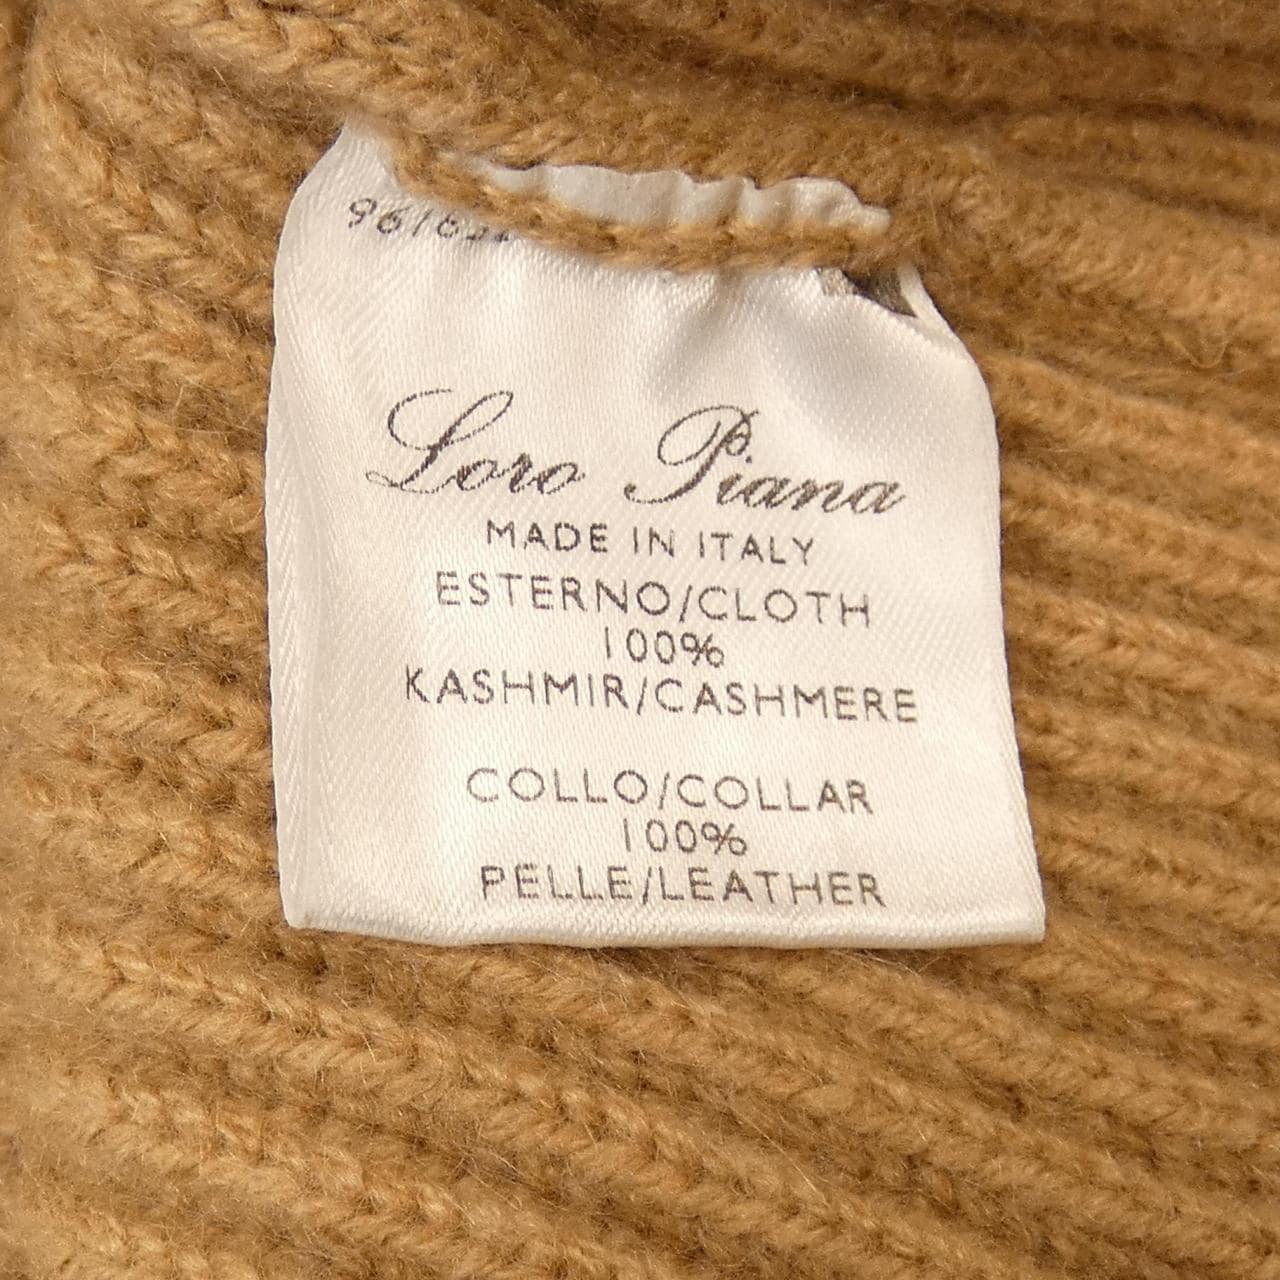 Loro Piana
MADE IN ITALY
ESTERNO/CLOTH
100%
KASHMIR/CASHMERE
COLLO/COLLAR
100%
PELLE/LEATHER